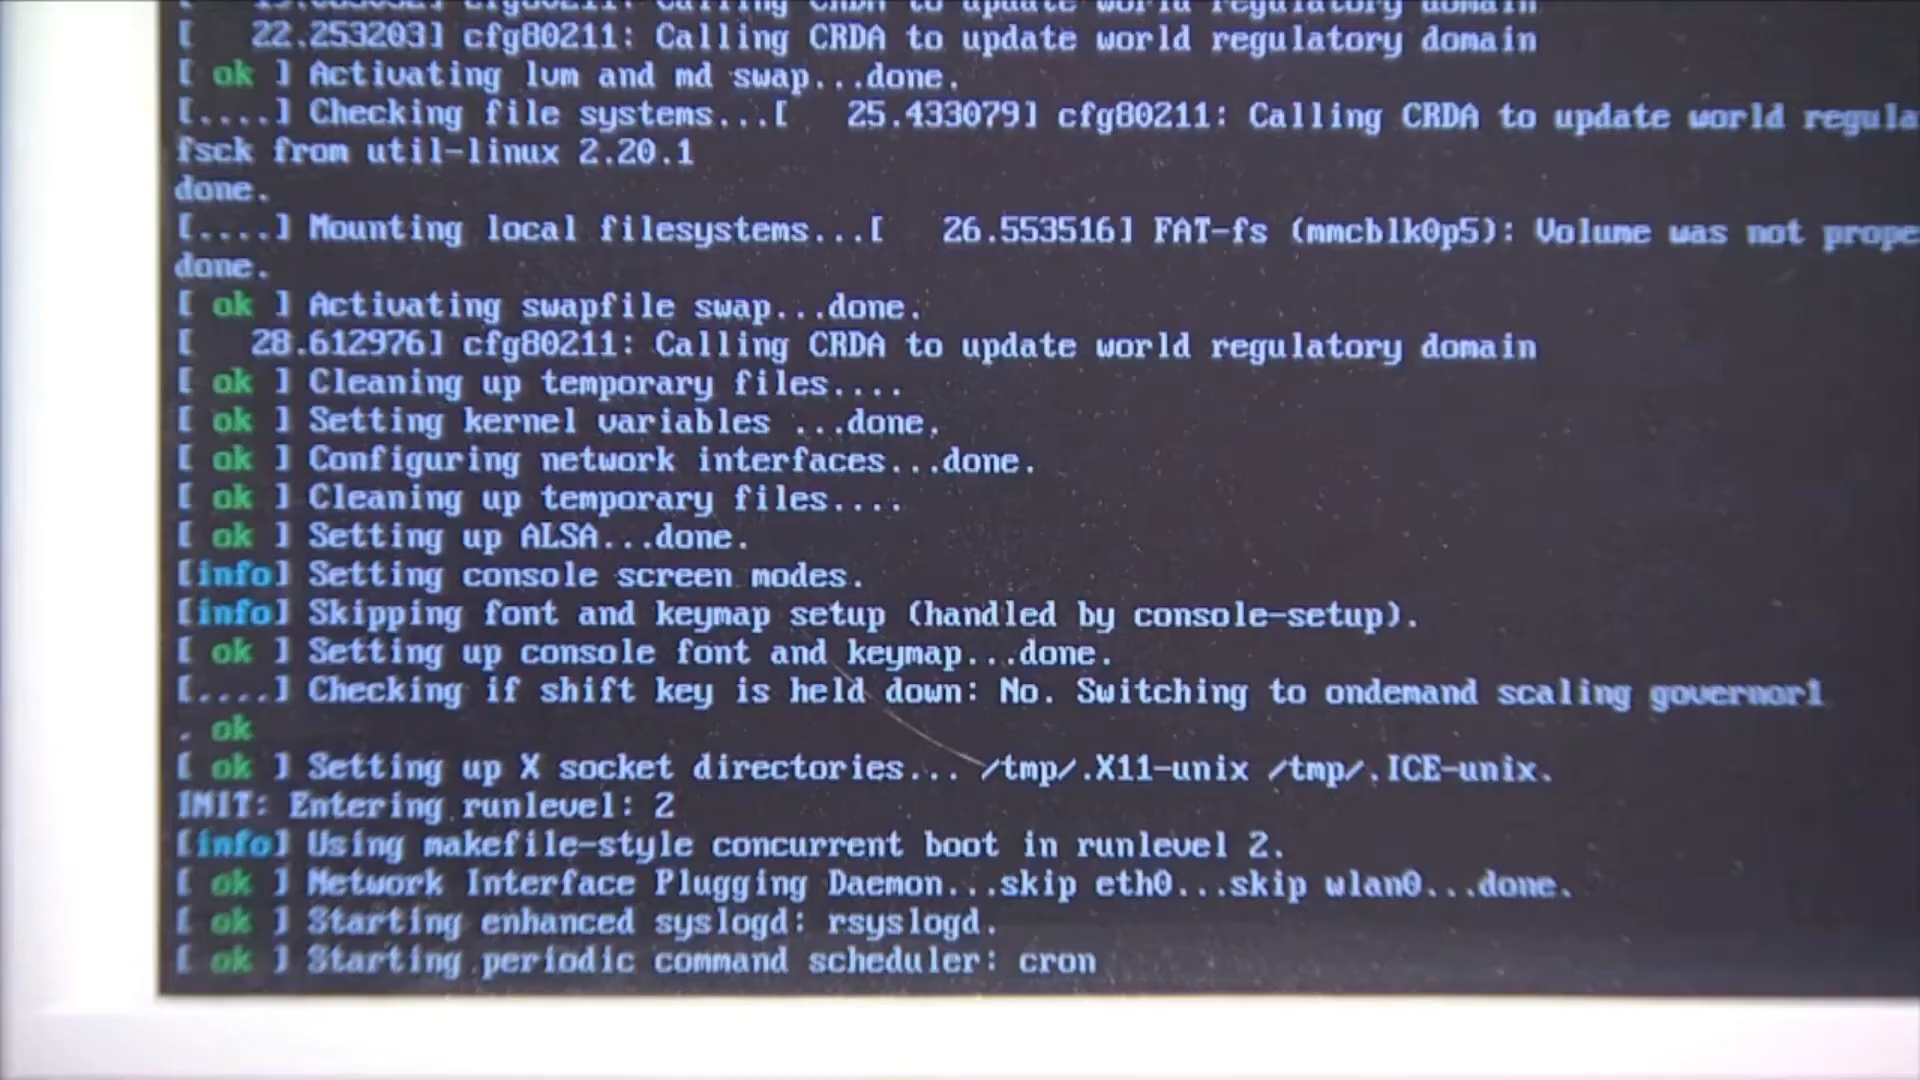 cfg80211: Calling CRDA to update world regulatory domain
[   22.253203] cfg80211: Calling CRDA to update world regulatory domain
[ ok ] Activating lvm and md swap...done.
[....] Checking file systems...[   25.433079] cfg80211: Calling CRDA to update world regula
fsck from util-linux 2.20.1
done.
[....] Mounting local filesystems...[   26.553516] FAT-fs (mmcblk0p5): Volume was not prope
done.
[ ok ] Activating swapfile swap...done.
[   28.612976] cfg80211: Calling CRDA to update world regulatory domain
[ ok ] Cleaning up temporary files....
[ ok ] Setting kernel variables ...done.
[ ok ] Configuring network interfaces...done.
[ ok ] Cleaning up temporary files....
[ ok ] Setting up ALSA...done.
[info] Setting console screen modes.
[info] Skipping font and keymap setup (handled by console-setup).
[ ok ] Setting up console font and keymap...done.
[....] Checking if shift key is held down: No. Switching to ondemand scaling governor1
. ok
[ ok ] Setting up X socket directories... /tmp/.X11-unix /tmp/.ICE-unix.
INIT: Entering runlevel: 2
[info] Using makefile-style concurrent boot in runlevel 2.
[ ok ] Network Interface Plugging Daemon...skip eth0...skip wlan0...done.
[ ok ] Starting enhanced syslogd: rsyslogd.
[ ok ] Starting periodic command scheduler: cron